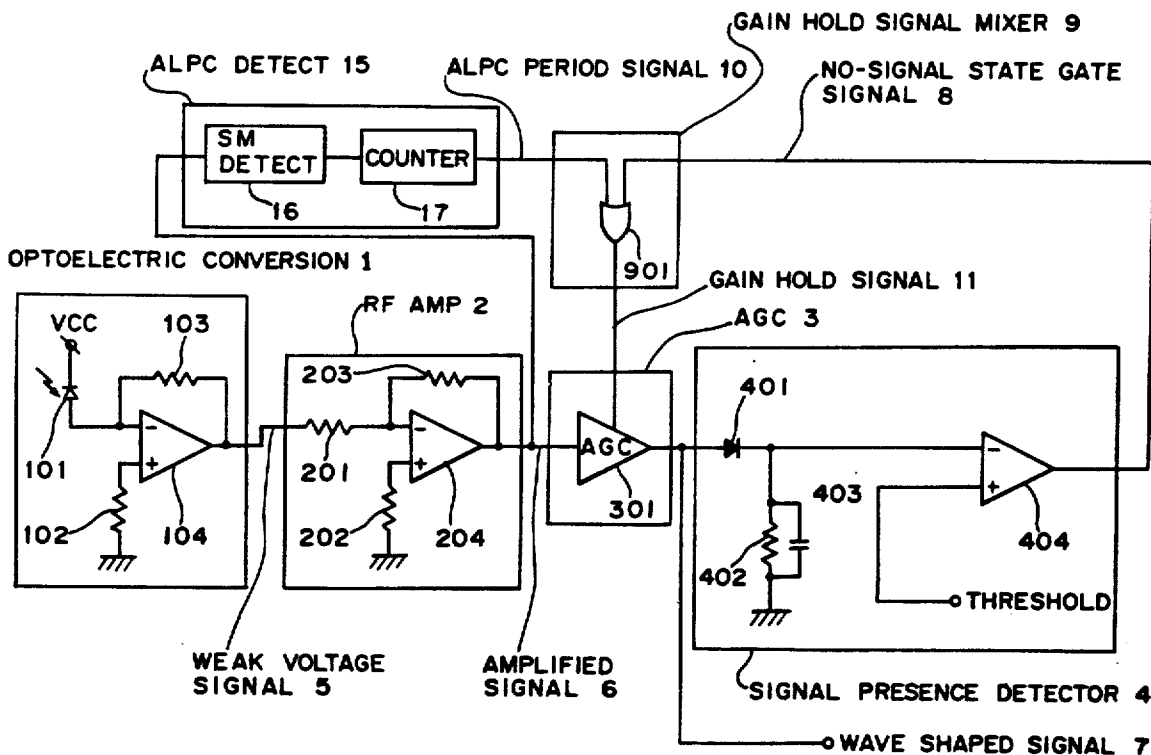 GAIN HOLD SIGNAL MIXER 9
ALPC DETECT 15
ALPC PERIOD SIGNAL 10
NO-SIGNAL STATE GATE
SIGNAL 8
SM
DETECT
COUNTER
16
17
901
OPTOELECTRIC CONVERSION 1
GAIN HOLD SIGNAL 11
RF AMP 2
AGC 3
VCC
103
203
401
101
-
+
201
-
+
AGC
301
-
+
403
102
104
202
204
402
404
THRESHOLD
WEAK VOLTAGE
SIGNAL 5
AMPLIFIED
SIGNAL 6
SIGNAL PRESENCE DETECTOR 4
WAVE SHAPED SIGNAL 7